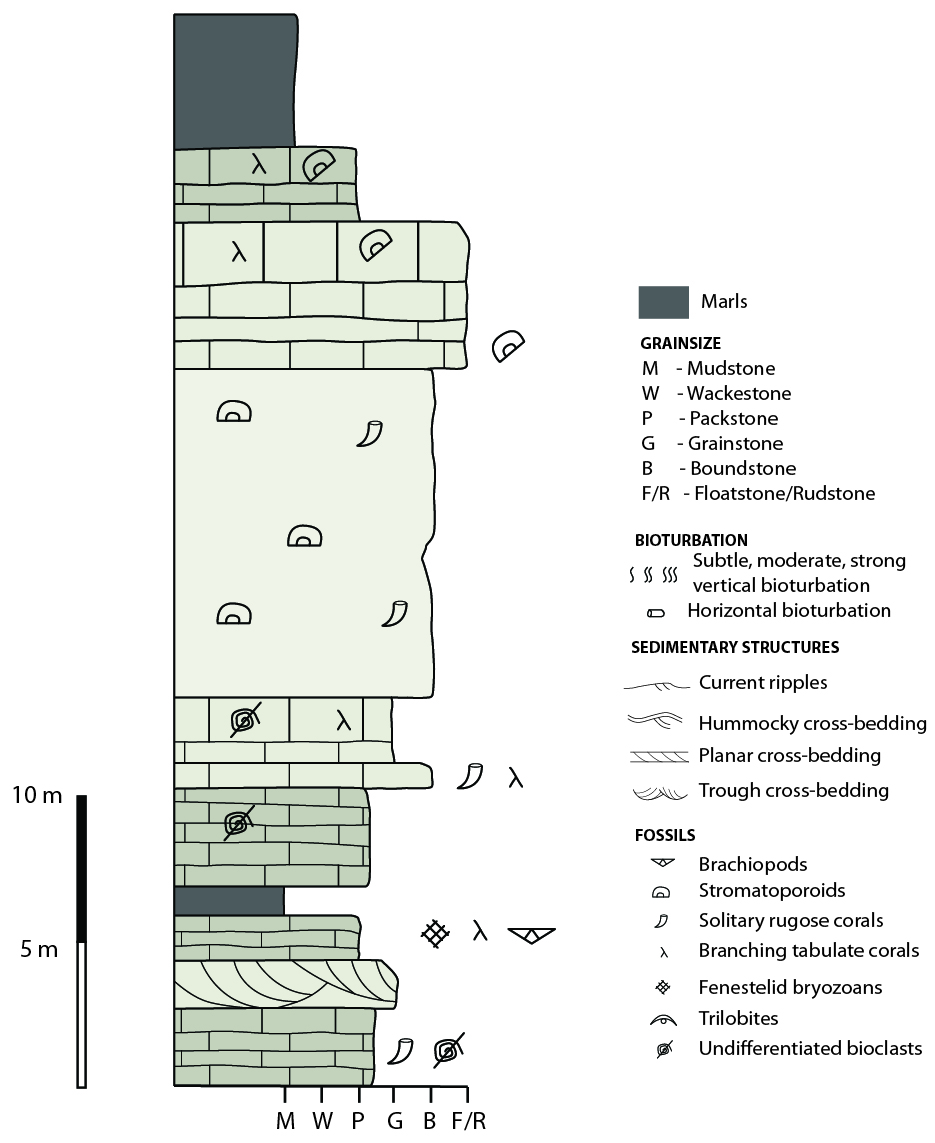 Marls
GRAINSIZE
M - Mudstone
W - Wackestone
P - Packstone
G - Grainstone
B - Boundstone
F/R - Floatstone/Rudstone
BIOTURBATION
Subtle, moderate, strong
vertical bioturbation
Horizontal bioturbation
SEDIMENTARY STRUCTURES
Current ripples
Hummocky cross-bedding
Planar cross-bedding
Trough cross-bedding
FOSSILS
Brachiopods
Stromatoporoids
Solitary rugose corals
Branching tabulate corals
Fenestelid bryozoans
Trilobites
Undifferentiated bioclasts
10 m
5 m
M W P G B F/R